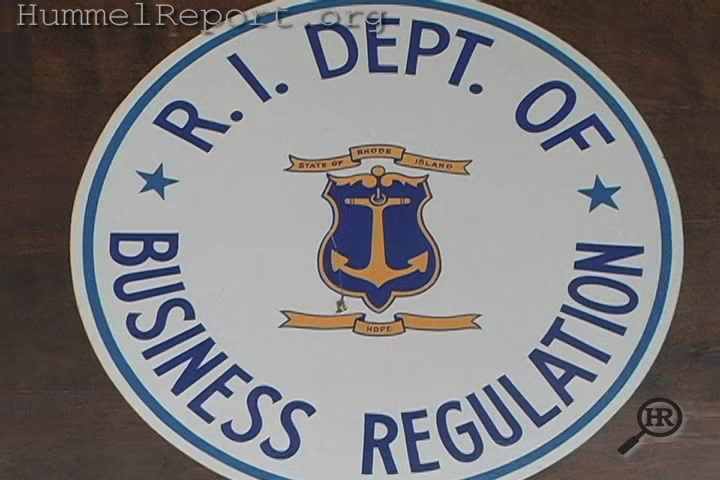 HummelReport.org
R.I. DEPT. OF
STATE OF RHODE ISLAND
HOPE
BUSINESS REGULATION
HR